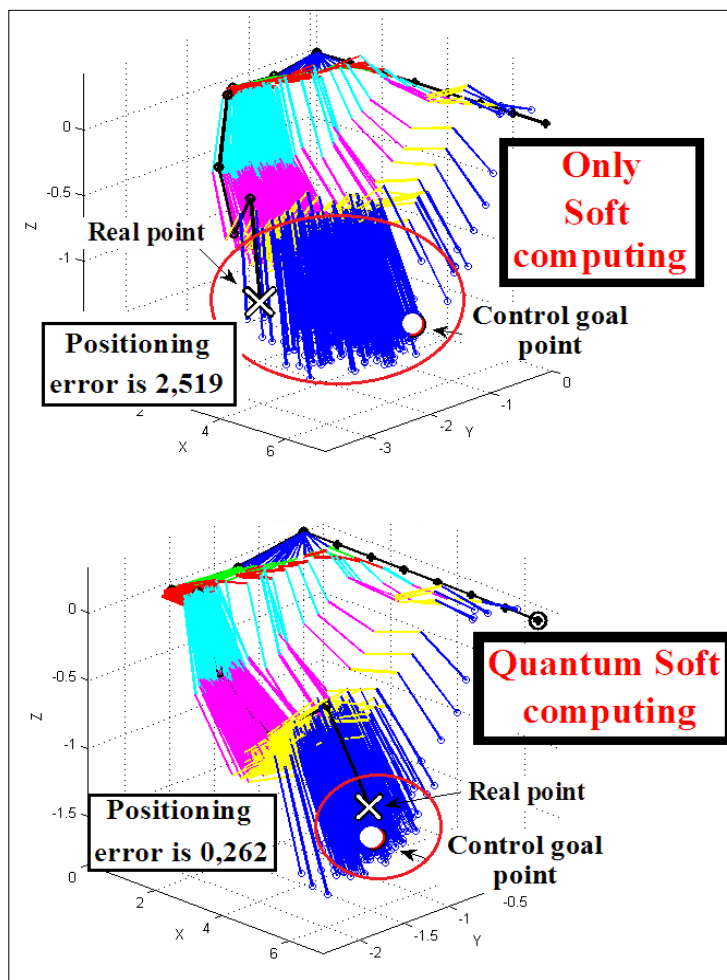 0
-0.5
-1
Z
Only
Soft
computing
Real point
Control goal
point
Positioning
error is 2,519
2
4
6
X
-3
-2
-1
0
Y
0
-0.5
-1
-1.5
0
Z
Quantum Soft
computing
Real point
Positioning
error is 0,262
Control goal
point
2
4
6
X
-2
-1.5
-1
-0.5
Y